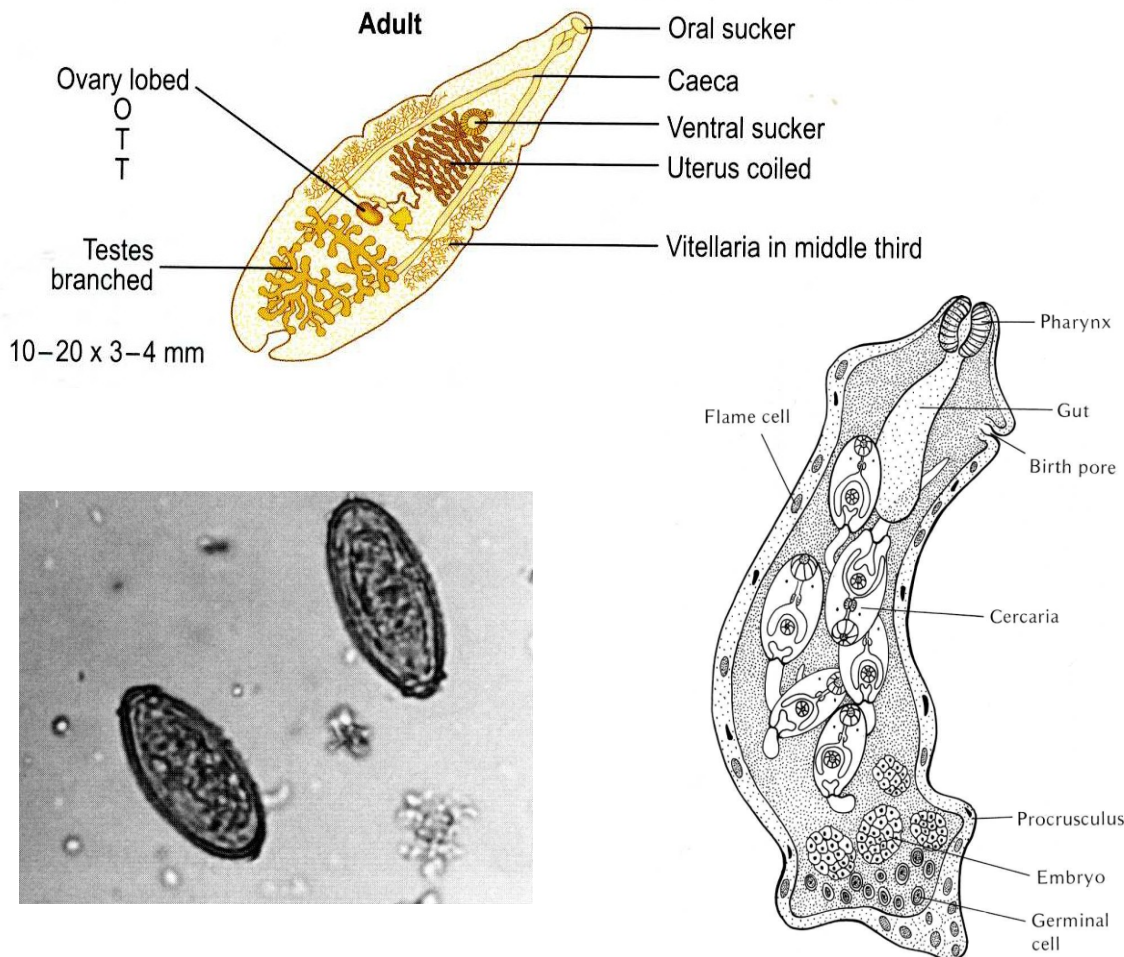 Adult
Oral sucker
Caeca
Ventral sucker
Uterus coiled
Vitellaria in middle third
Ovary lobed
O
T
T
Testes
branched
10–20 x 3–4 mm
Pharynx
Gut
Birth pore
Flame cell
Cercaria
Procrusculus
Embryo
Germinal
cell